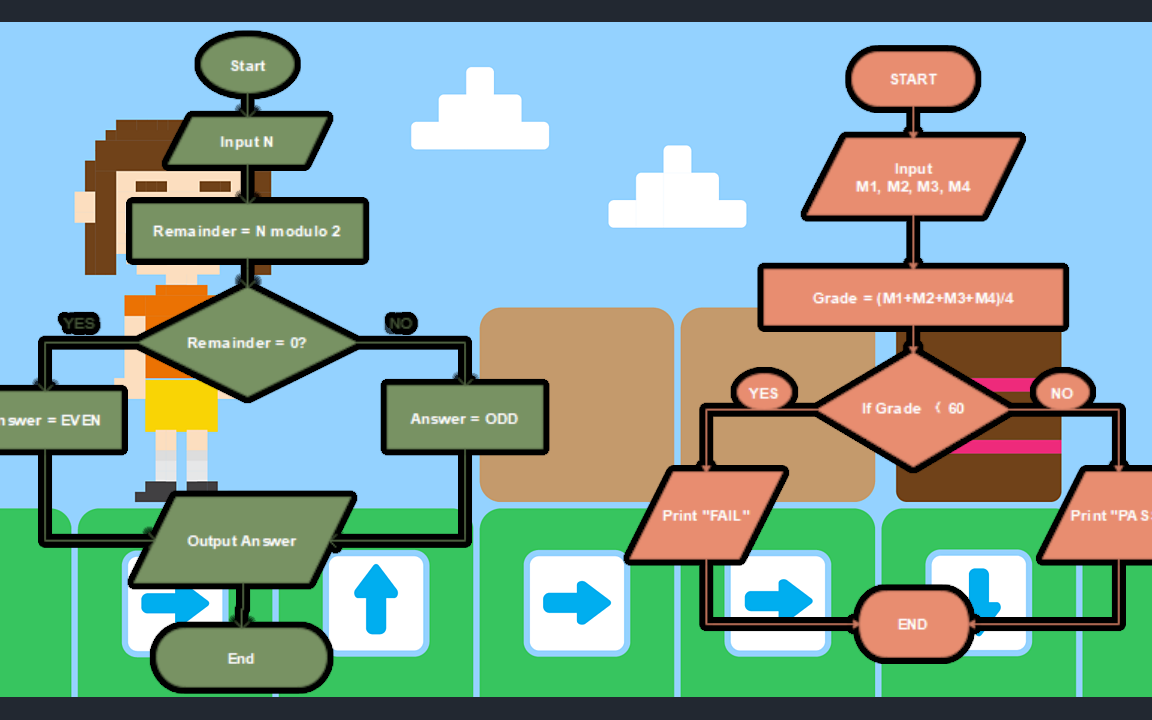 Start
Input N
Remainder = N modulo 2
Remainder = 0?
YES
NO
nswer = EVEN
Answer = ODD
Output Answer
End
START
Input
M1, M2, M3, M4
Grade = (M1+M2+M3+M4)/4
If Grade < 60
YES
NO
Print "FAIL"
Print "PAS
END